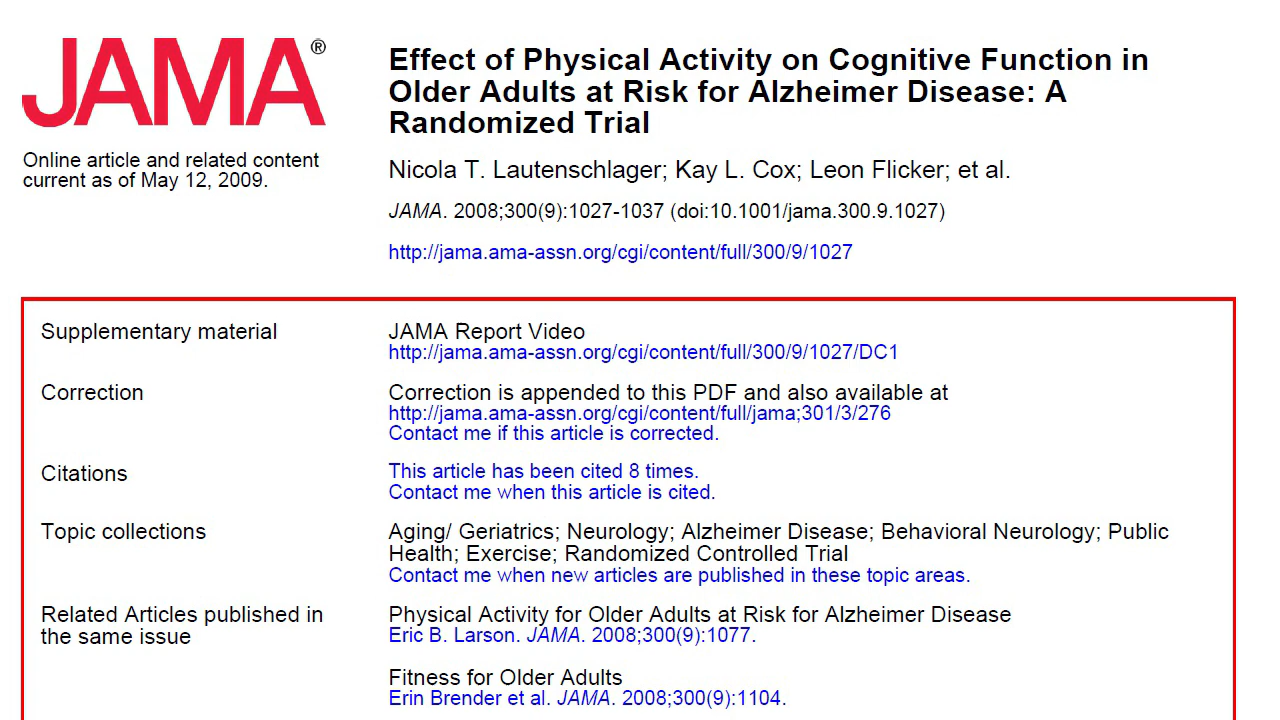 JAMA®
Online article and related content
current as of May 12, 2009.
Effect of Physical Activity on Cognitive Function in
Older Adults at Risk for Alzheimer Disease: A
Randomized Trial
Nicola T. Lautenschlager; Kay L. Cox; Leon Flicker; et al.
JAMA. 2008;300(9):1027-1037 (doi:10.1001/jama.300.9.1027)
http://jama.ama-assn.org/cgi/content/full/300/9/1027
Supplementary material
JAMA Report Video
http://jama.ama-assn.org/cgi/content/full/300/9/1027/DC1
Correction
Correction is appended to this PDF and also available at
http://jama.ama-assn.org/cgi/content/full/jama;301/3/276
Contact me if this article is corrected.
Citations
This article has been cited 8 times.
Contact me when this article is cited.
Topic collections
Aging/ Geriatrics; Neurology; Alzheimer Disease; Behavioral Neurology; Public
Health; Exercise; Randomized Controlled Trial
Contact me when new articles are published in these topic areas.
Related Articles published in
the same issue
Physical Activity for Older Adults at Risk for Alzheimer Disease
Eric B. Larson. JAMA. 2008;300(9):1077.
Fitness for Older Adults
Erin Brender et al. JAMA. 2008;300(9):1104.